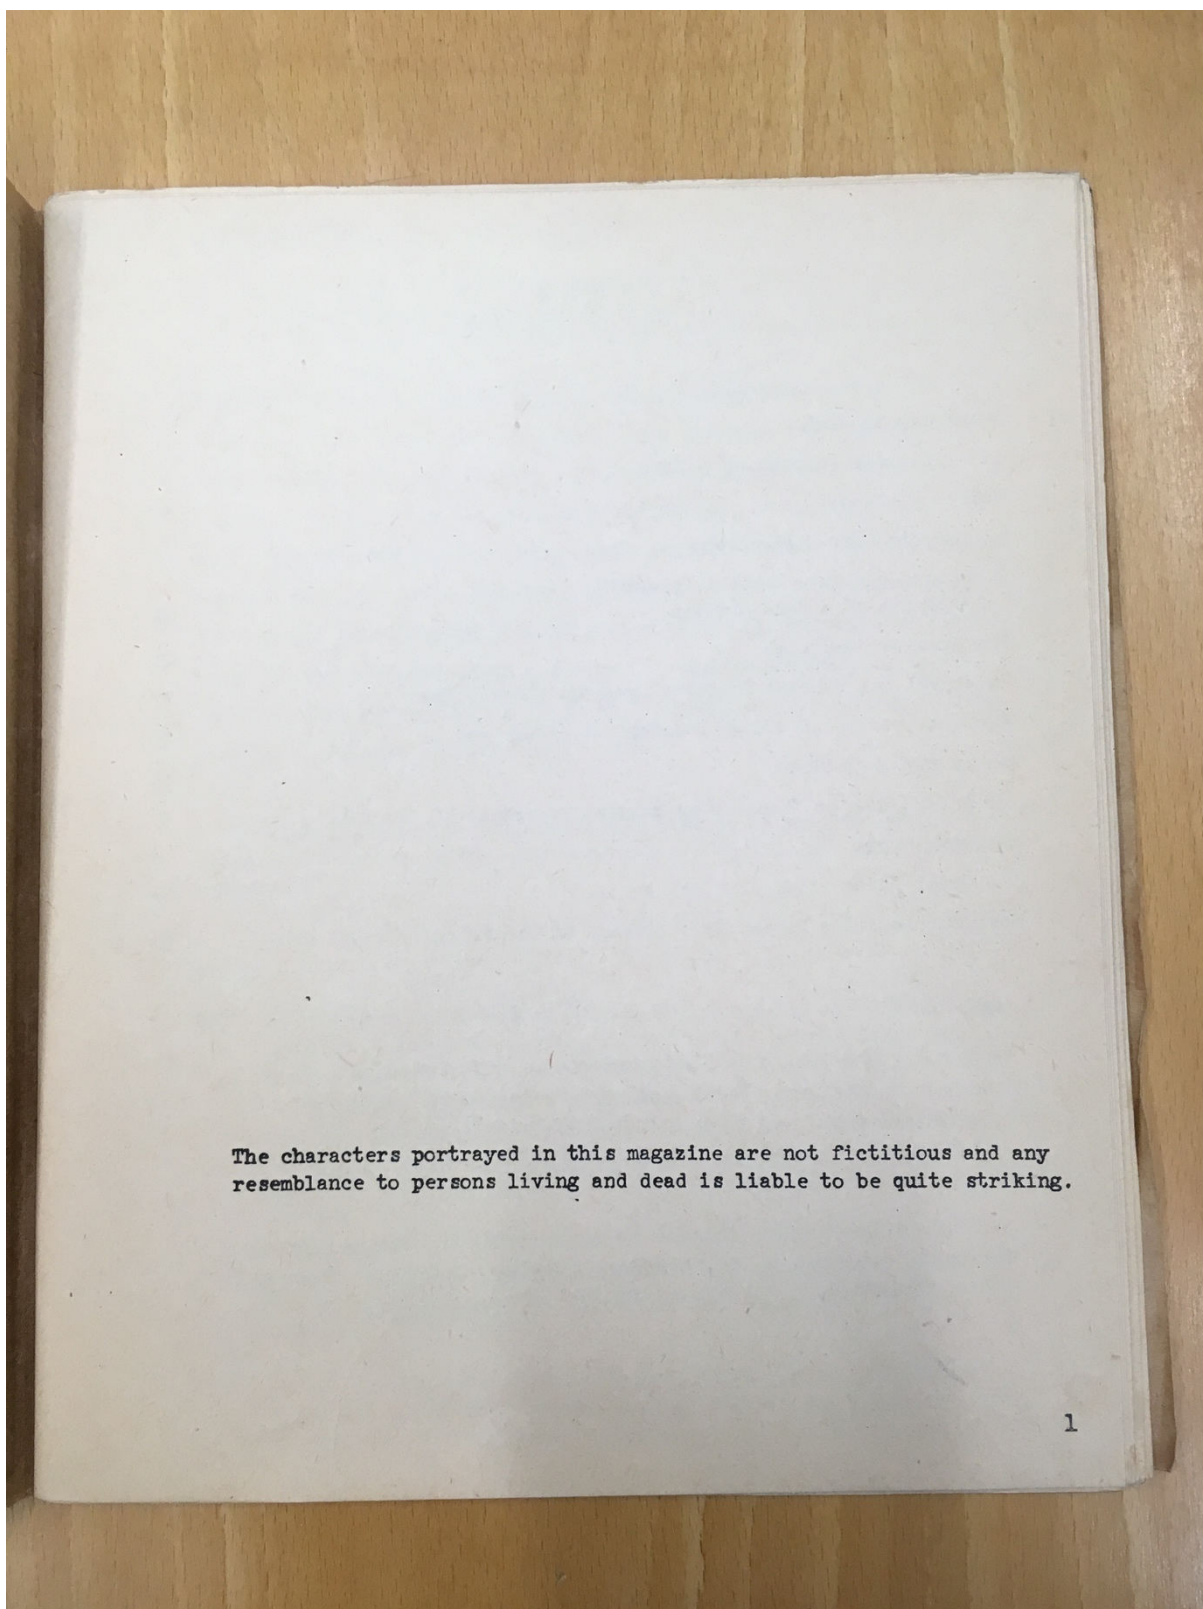 The characters portrayed in this magazine are not fictitious and any
resemblance to persons living and dead is liable to be quite striking.
1